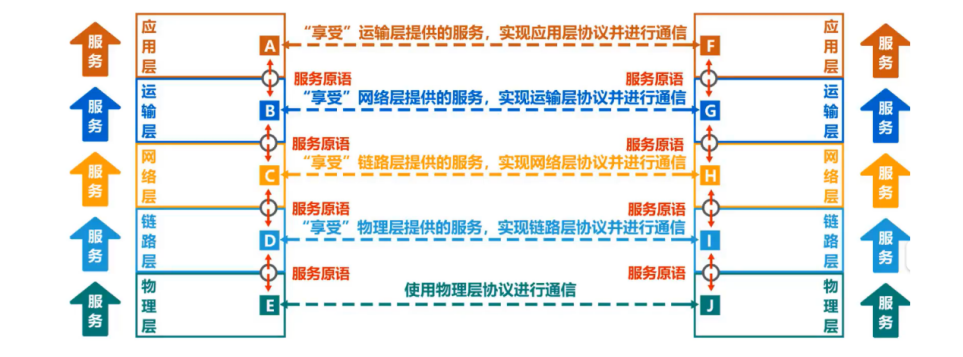 服务
应用层
A
“享受”运输层提供的服务，实现应用层协议并进行通信
F
应用层
服务
服务原语
服务原语
服务
运输层
B
“享受”网络层提供的服务，实现运输层协议并进行通信
G
运输层
服务
服务原语
服务原语
服务
网络层
C
“享受”链路层提供的服务，实现网络层协议并进行通信
H
网络层
服务
服务原语
服务原语
服务
链路层
D
“享受”物理层提供的服务，实现链路层协议并进行通信
I
链路层
服务
服务原语
服务原语
服务
物理层
E
使用物理层协议进行通信
J
物理层
服务